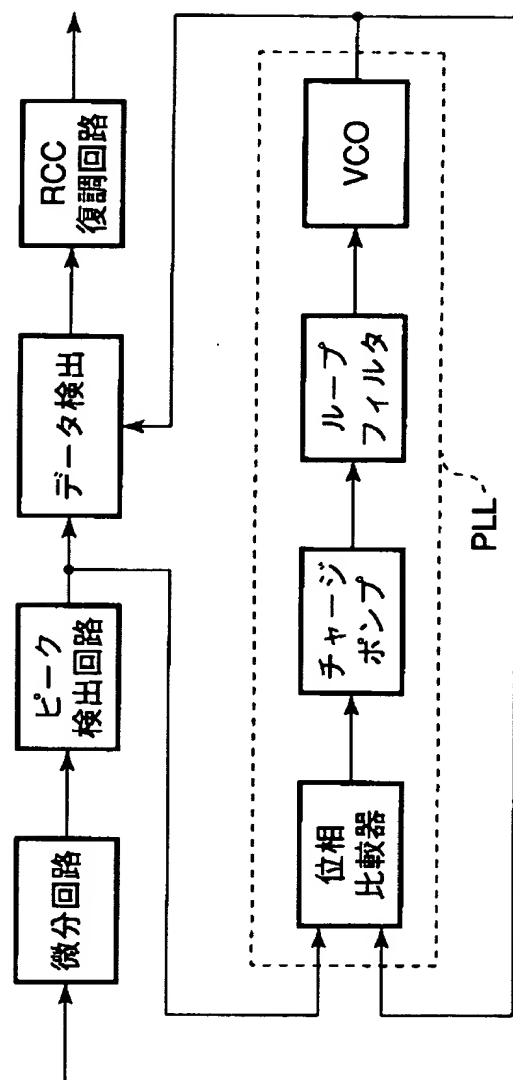 微分回路
ピーク
検出回路
データ検出
RCC
復調回路
位相
比較器
チャージ
ポンプ
ループ
フィルタ
VCO
PLL